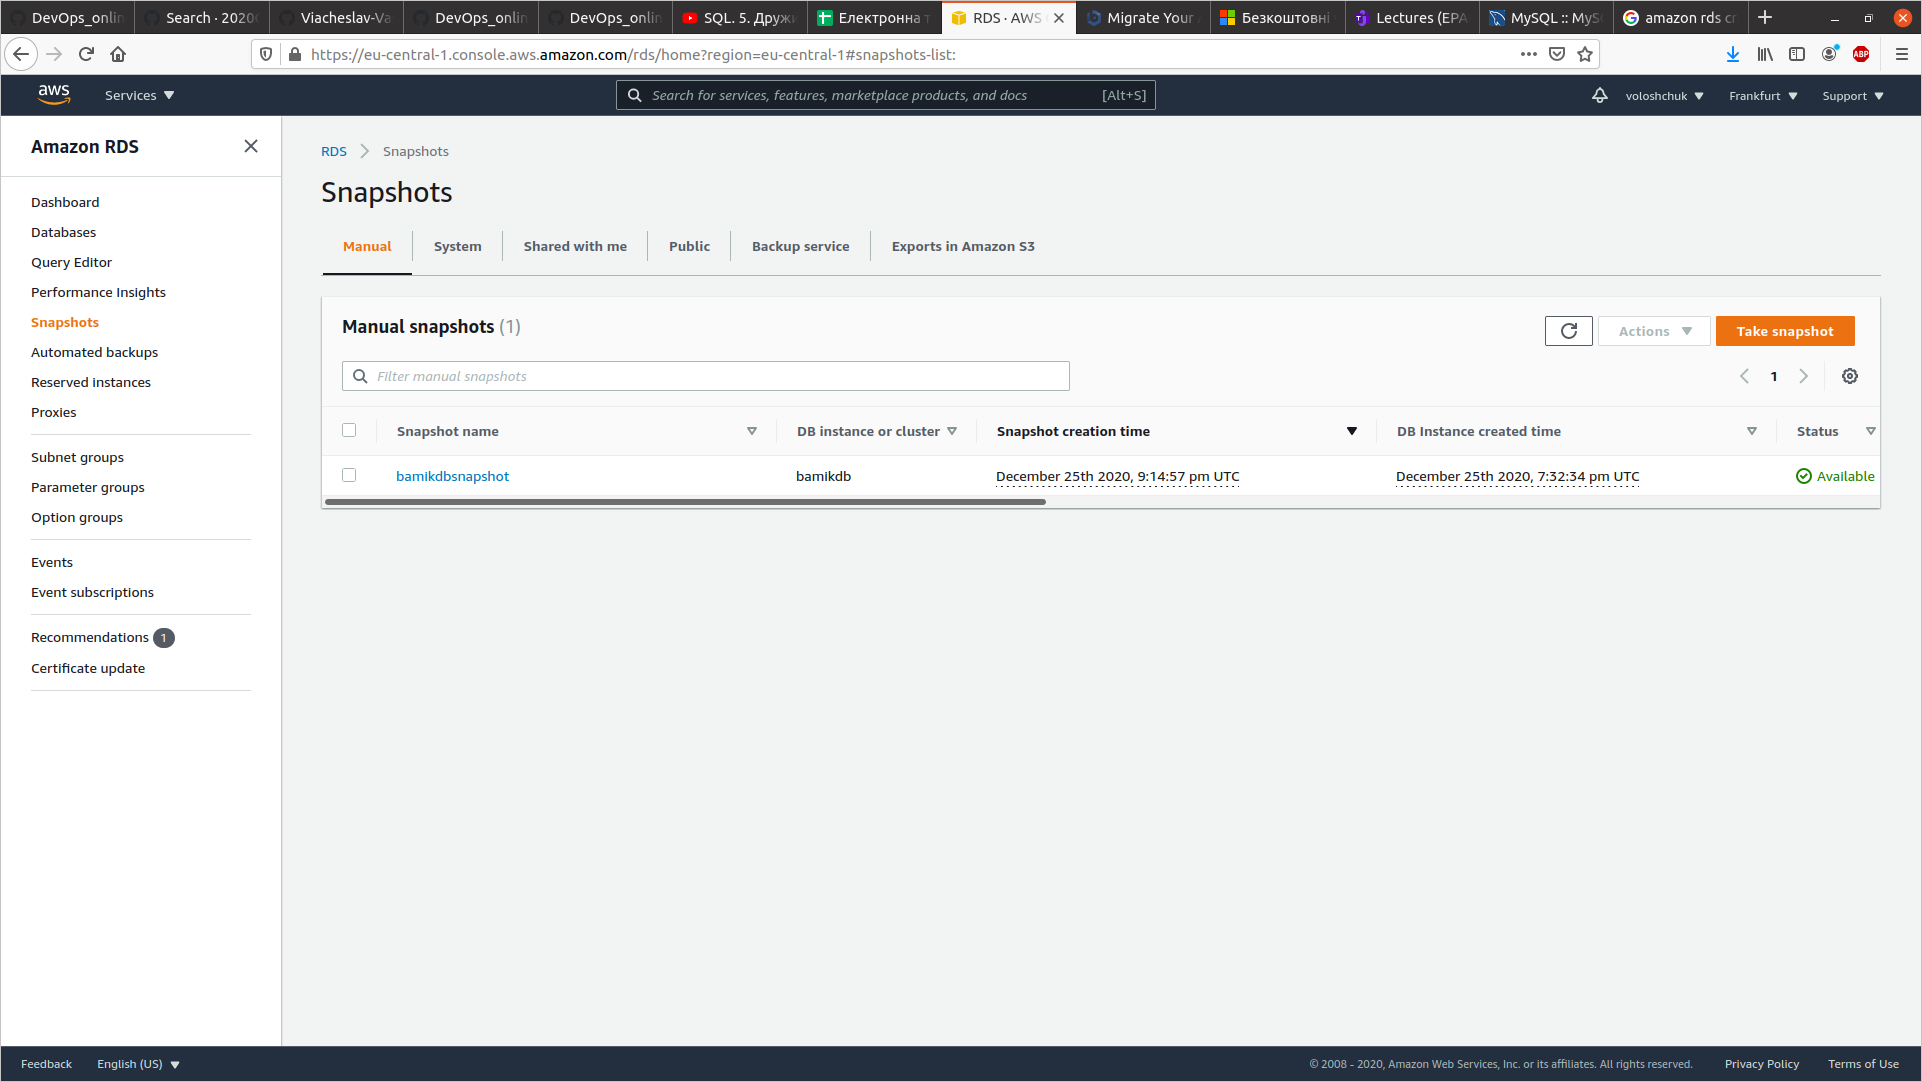 DevOps_onlin
Search · 2020
Viacheslav-Va
DevOps_onlin
DevOps_onlin
SQL. 5. Друж
Електронна т
RDS · AWS
Migrate Your
Безкоштовні
Lectures (EPA
MySQL :: MyS
amazon rds cr
https://eu-central-1.console.aws.amazon.com/rds/home?region=eu-central-1#snapshots-list:
ABP
aws
Services
Search for services, features, marketplace products, and docs
[Alt+S]
voloshchuk
Frankfurt
Support
Amazon RDS
Dashboard
Databases
Query Editor
Performance Insights
Snapshots
Automated backups
Reserved instances
Proxies
Subnet groups
Parameter groups
Option groups
Events
Event subscriptions
Recommendations 1
Certificate update
RDS
Snapshots
Snapshots
Manual
System
Shared with me
Public
Backup service
Exports in Amazon S3
Manual snapshots (1)
Actions
Take snapshot
Filter manual snapshots
1
Snapshot name
DB instance or cluster
Snapshot creation time
DB Instance created time
Status
bamikdbsnapshot
bamikdb
December 25th 2020, 9:14:57 pm UTC
December 25th 2020, 7:32:34 pm UTC
Available
Feedback
English (US)
© 2008 - 2020, Amazon Web Services, Inc. or its affiliates. All rights reserved.
Privacy Policy
Terms of Use